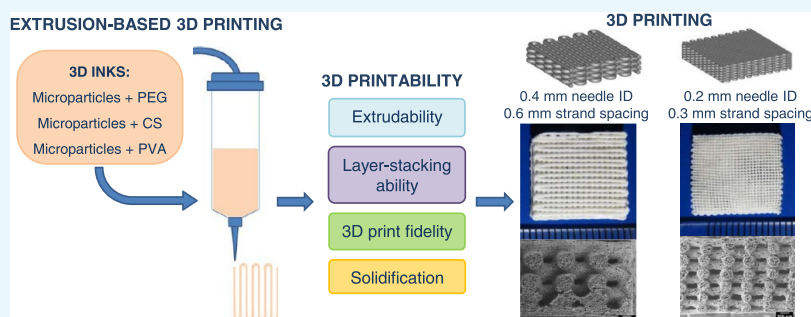 EXTRUSION-BASED 3D PRINTING
3D INKS:
Microparticles + PEG
Microparticles + CS
Microparticles + PVA
3D PRINTABILITY
Extrudability
Layer-stacking
ability
3D print fidelity
Solidification
3D PRINTING
0.4 mm needle ID
0.6 mm strand spacing
0.2 mm needle ID
0.3 mm strand spacing